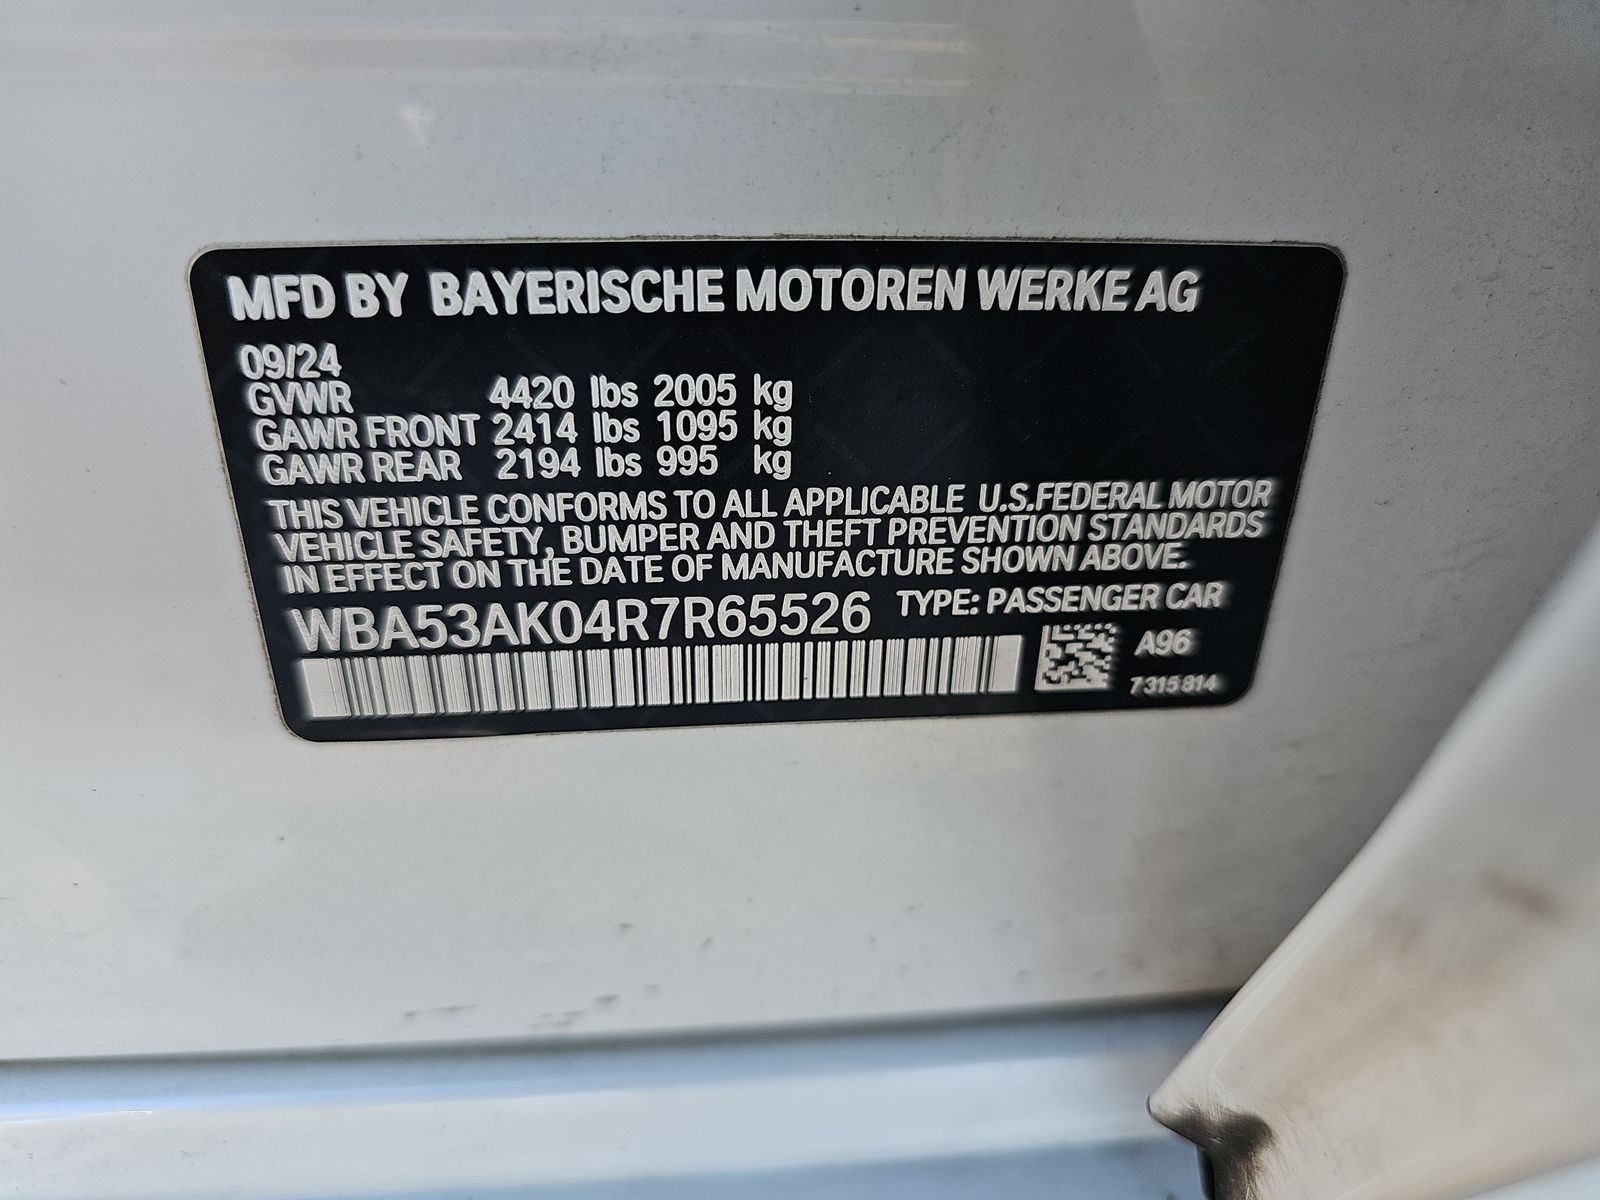 MFD BY BAYERISCHE MOTOREN WERKE AG
09/24
GVWR 4420 lbs 2005 kg
GAWR FRONT 2414 lbs 1095 kg
GAWR REAR 2194 lbs 995 kg
THIS VEHICLE CONFORMS TO ALL APPLICABLE U.S.FEDERAL MOTOR
VEHICLE SAFETY, BUMPER AND THEFT PREVENTION STANDARDS
IN EFFECT ON THE DATE OF MANUFACTURE SHOWN ABOVE.
WBA53AK04R7R65526 TYPE: PASSENGER CAR
A96
7315814